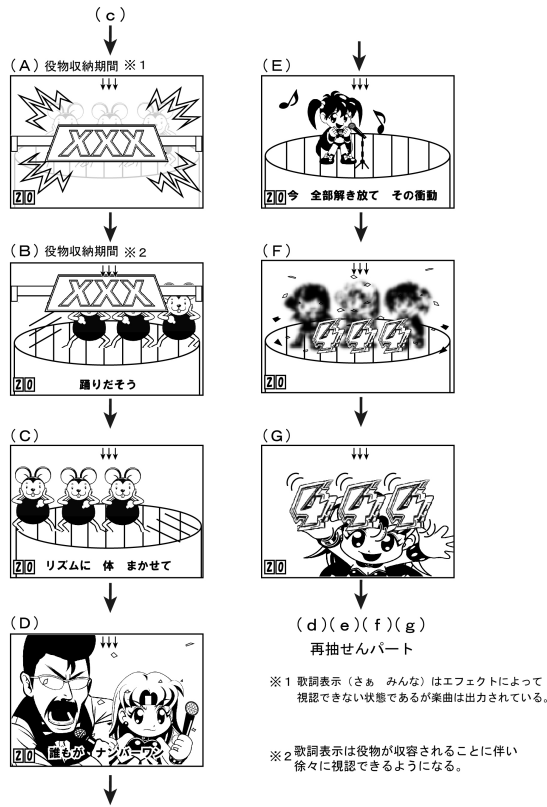 (c)
(A) 役物収納期間 ※1
↓↓↓
XXX
20
(B) 役物収納期間 ※2
↓↓↓
XXX
20
踊りだそう
(C)
↓↓↓
20
リズムに 体 まかせて
(D)
↓↓↓
20
誰もが ナンバーワン
(E)
↓↓↓
20
今 全部解き放て その衝動
(F)
↓↓↓
444
20
(G)
↓↓↓
444
20
(d)(e)(f)(g)
再抽せんパート
※1 歌詞表示(さぁ みんな)はエフェクトによって
視認できない状態であるが楽曲は出力されている。
※2 歌詞表示は役物が収容されることに伴い
徐々に視認できるようになる。